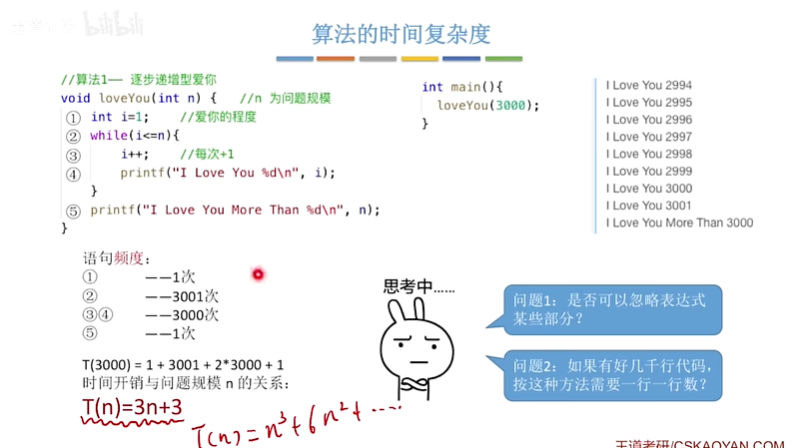 bilibili
算法的时间复杂度
//算法1—— 逐步递增型爱你
void loveYou(int n) {   //n 为问题规模
① int i=1;   //爱你的程度
② while(i<=n){
③ i++;   //每次+1
④ printf("I Love You %d\n", i);
}
⑤ printf("I Love You More Than %d\n", n);
}
int main(){
loveYou(3000);
}
I Love You 2994
I Love You 2995
I Love You 2996
I Love You 2997
I Love You 2998
I Love You 2999
I Love You 3000
I Love You 3001
I Love You More Than 3000
语句频度：
① ——1次
② ——3001次
③④ ——3000次
⑤ ——1次
T(3000) = 1 + 3001 + 2*3000 + 1
时间开销与问题规模 n 的关系：
T(n)=3n+3
T(n)=n³+6n²+....
思考中......
问题1：是否可以忽略表达式
某些部分？
问题2：如果有好几千行代码，
按这种方法需要一行一行数？
王道考研/CSKAOYAN.COM